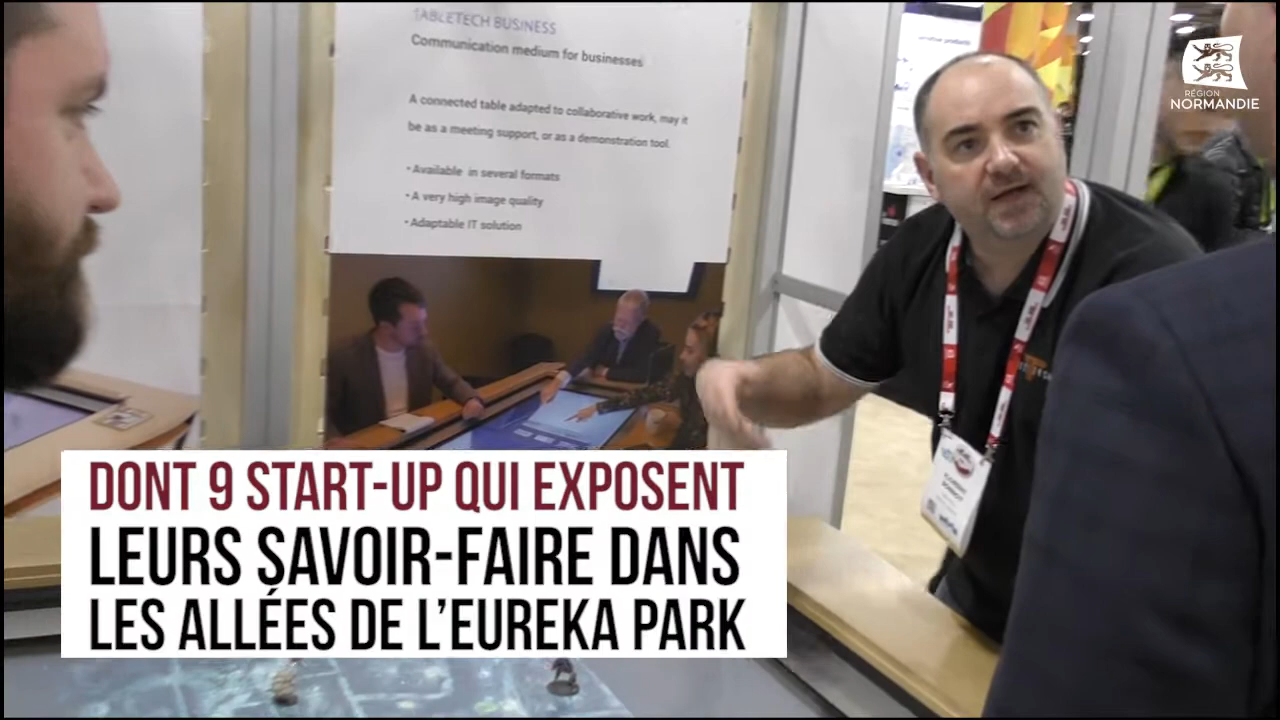 TABLETECH BUSINESS
Communication medium for businesses
A connected table adapted to collaborative work, may it
be as a meeting support, or as a demonstration tool.
• Available in several formats
• A very high image quality
• Adaptable IT solution
RÉGION
NORMANDIE
DONT 9 START-UP QUI EXPOSENT
LEURS SAVOIR-FAIRE DANS
LES ALLÉES DE L’EUREKA PARK